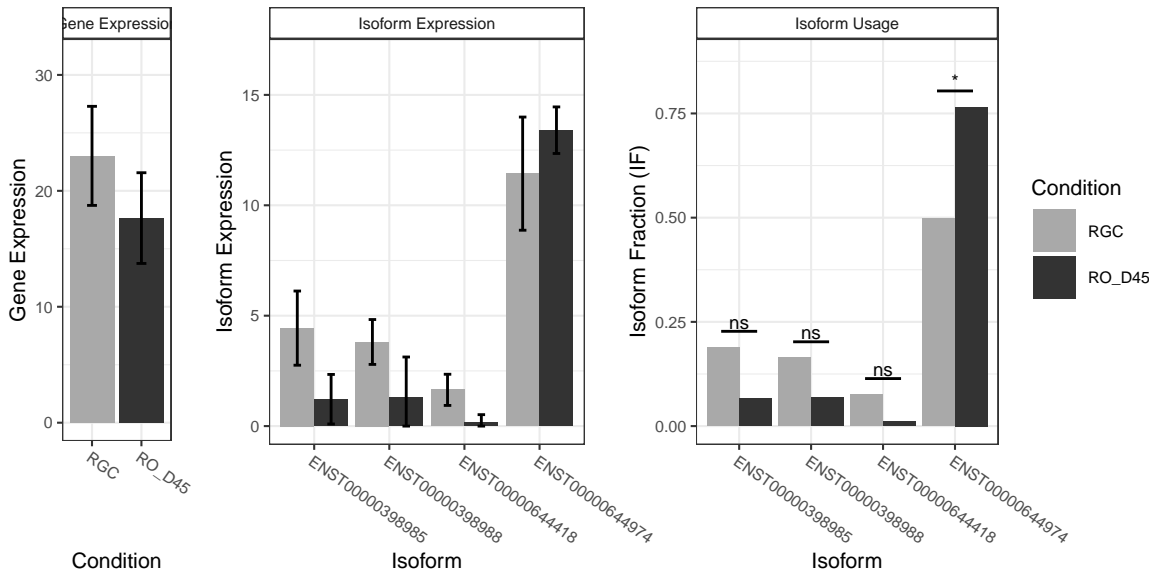 Gene Expression
Isoform Expression
Isoform Usage
Gene Expression
30
20
10
0
RGC
RO_D45
Condition
Isoform Expression
15
10
5
0
ENST00000398985
ENST00000398988
ENST00000644418
ENST00000644974
Isoform
Isoform Fraction (IF)
0.75
0.50
0.25
0.00
ns
ns
ns
*
ENST00000398985
ENST00000398988
ENST00000644418
ENST00000644974
Isoform
Condition
RGC
RO_D45